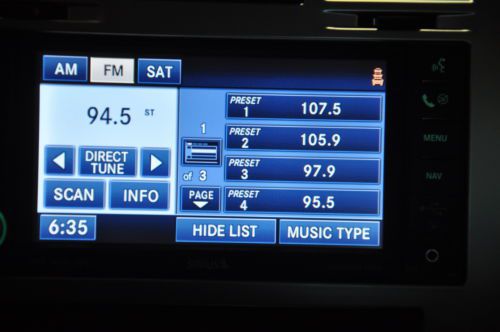 AM FM SAT
94.5 ST
DIRECT
TUNE
SCAN INFO
6:35
1
of 3
PAGE
PRESET
1 107.5
PRESET
2 105.9
PRESET
3 97.9
PRESET
4 95.5
HIDE LIST MUSIC TYPE
MENU
NAV
SIRIUS